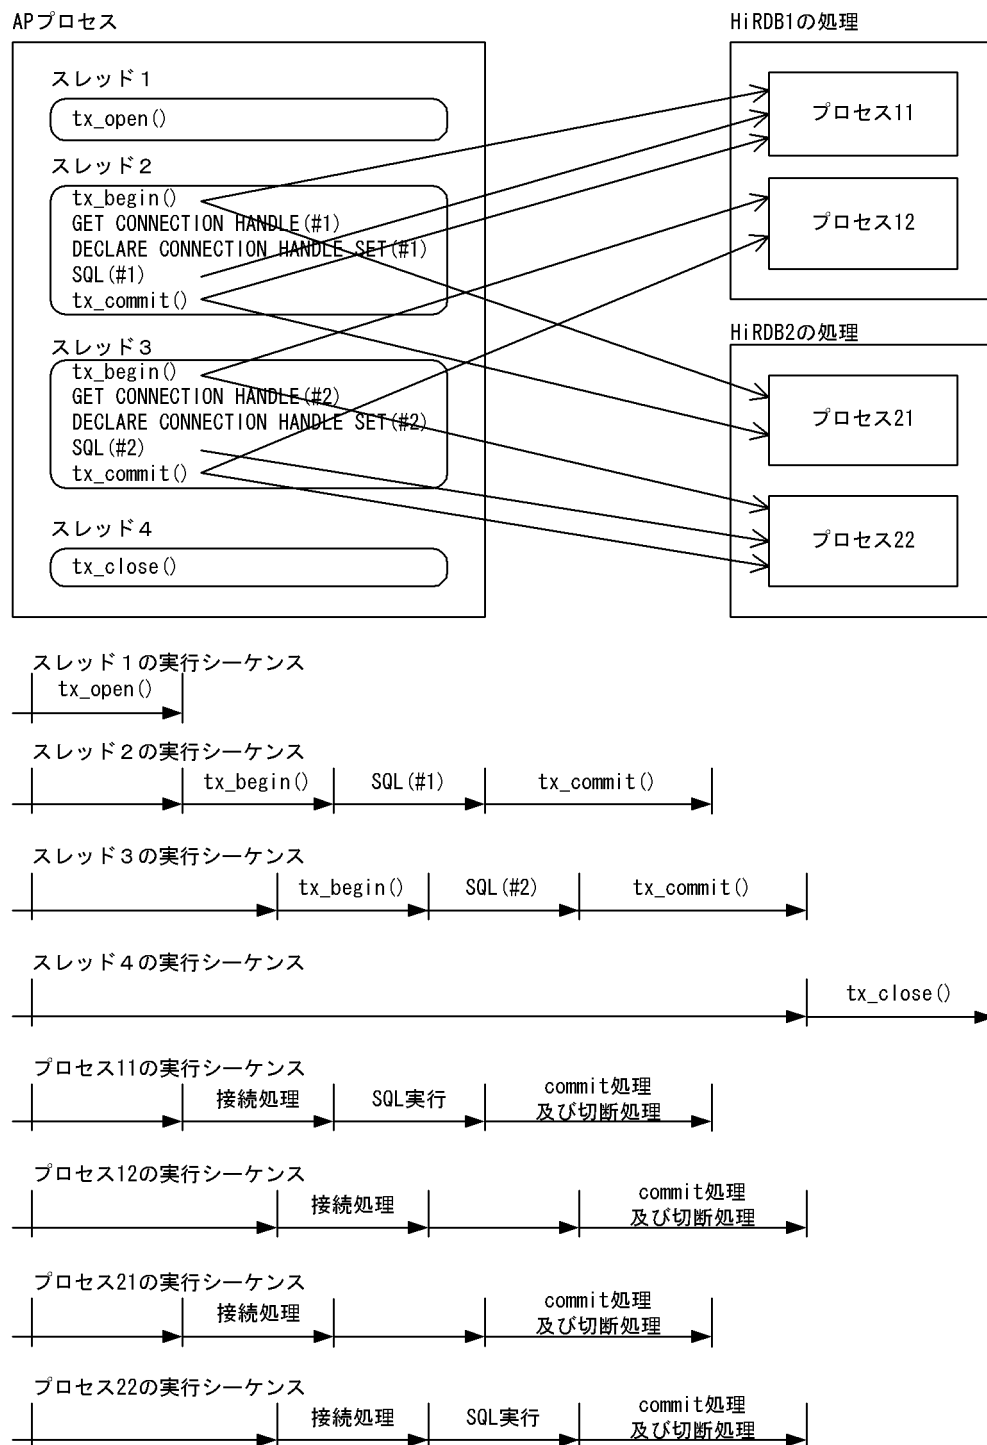 APプロセス
スレッド1
tx_open()
スレッド2
tx_begin()
GET CONNECTION HANDLE(#1)
DECLARE CONNECTION HANDLE SET(#1)
SQL(#1)
tx_commit()
スレッド3
tx_begin()
GET CONNECTION HANDLE(#2)
DECLARE CONNECTION HANDLE SET(#2)
SQL(#2)
tx_commit()
スレッド4
tx_close()
HiRDB1の処理
プロセス11
プロセス12
HiRDB2の処理
プロセス21
プロセス22
スレッド1の実行シーケンス
tx_open()
スレッド2の実行シーケンス
tx_begin() SQL(#1) tx_commit()
スレッド3の実行シーケンス
tx_begin() SQL(#2) tx_commit()
スレッド4の実行シーケンス
tx_close()
プロセス11の実行シーケンス
接続処理 SQL実行 commit処理
及び切断処理
プロセス12の実行シーケンス
接続処理 commit処理
及び切断処理
プロセス21の実行シーケンス
接続処理 commit処理
及び切断処理
プロセス22の実行シーケンス
接続処理 SQL実行 commit処理
及び切断処理